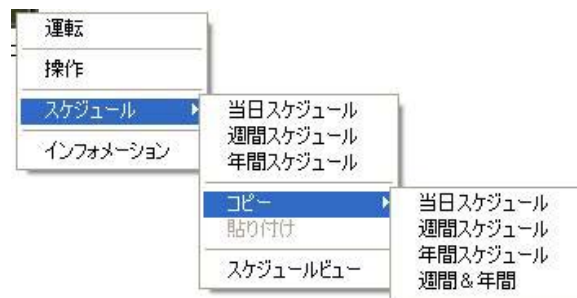 運転
操作
スケジュール
インフォメーション
当日スケジュール
週間スケジュール
年間スケジュール
コピー
貼り付け
スケジュールビュー
当日スケジュール
週間スケジュール
年間スケジュール
週間&年間